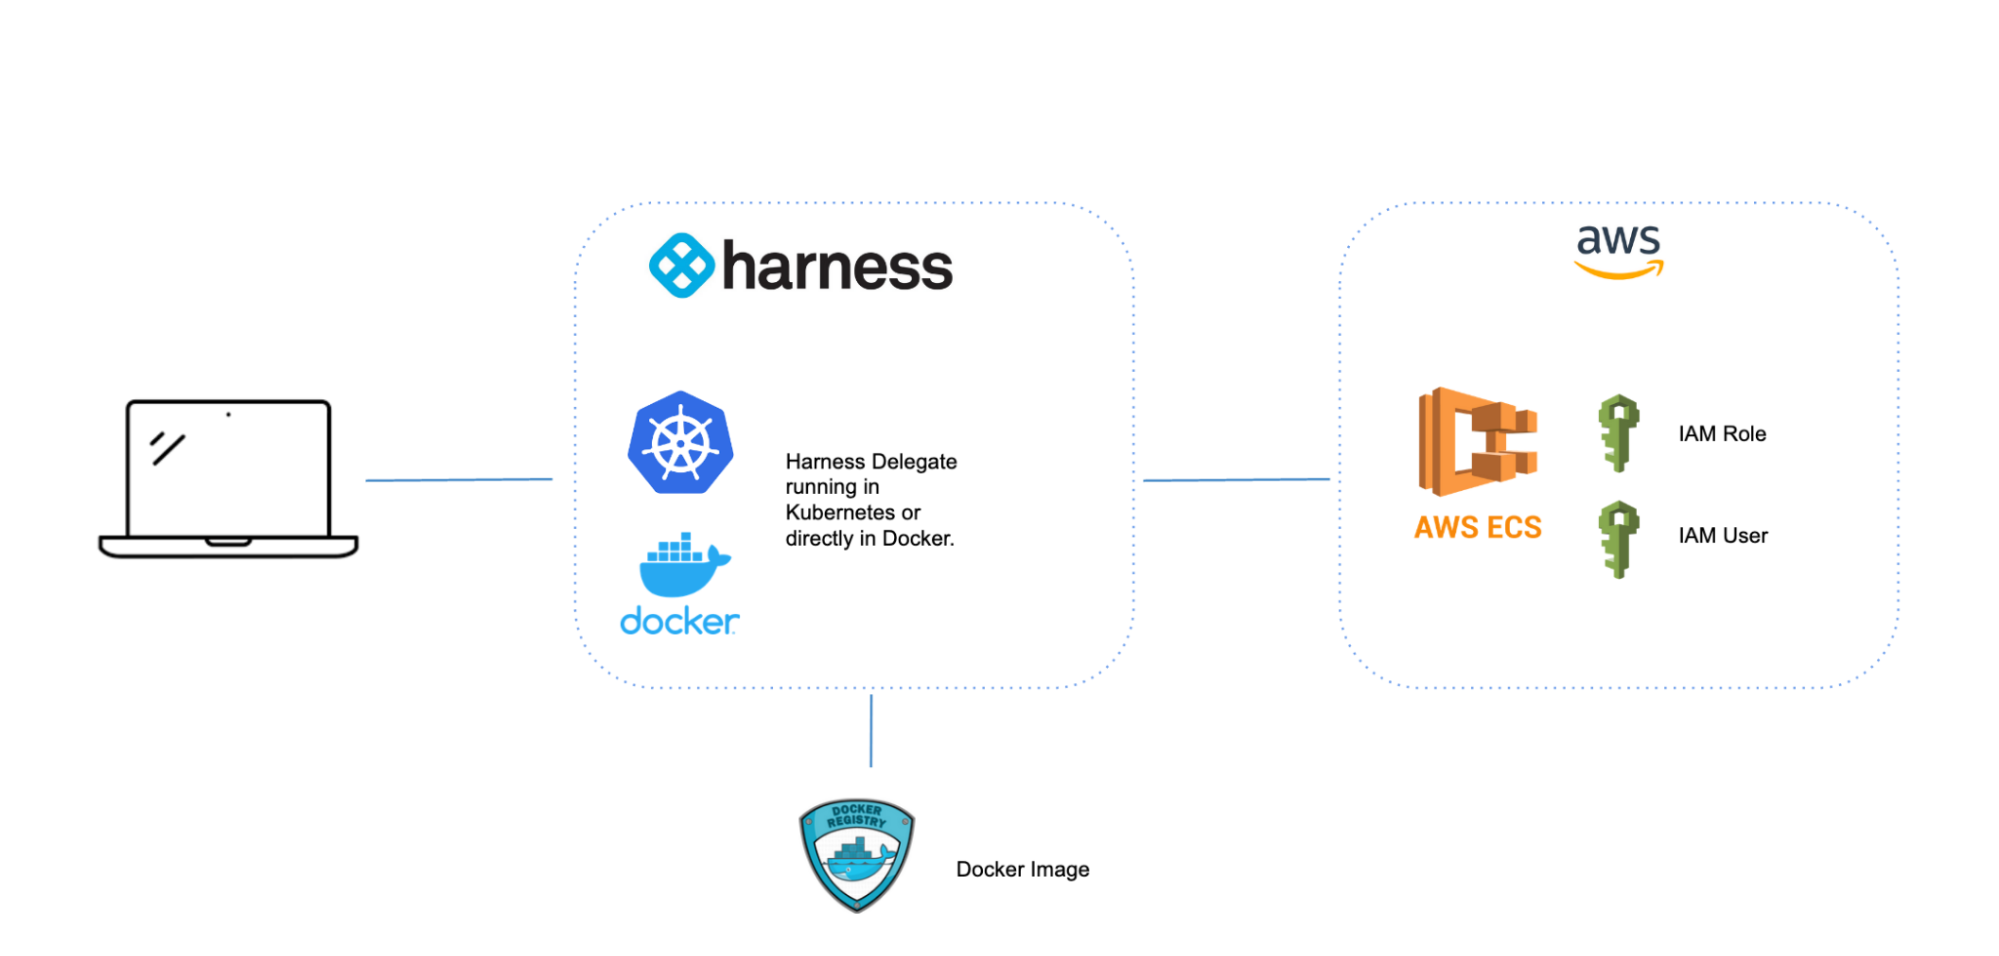 harness
aws
Harness Delegate
running in
Kubernetes or
directly in Docker.
docker
AWS ECS
IAM Role
IAM User
DOCKER
REGISTRY
Docker Image